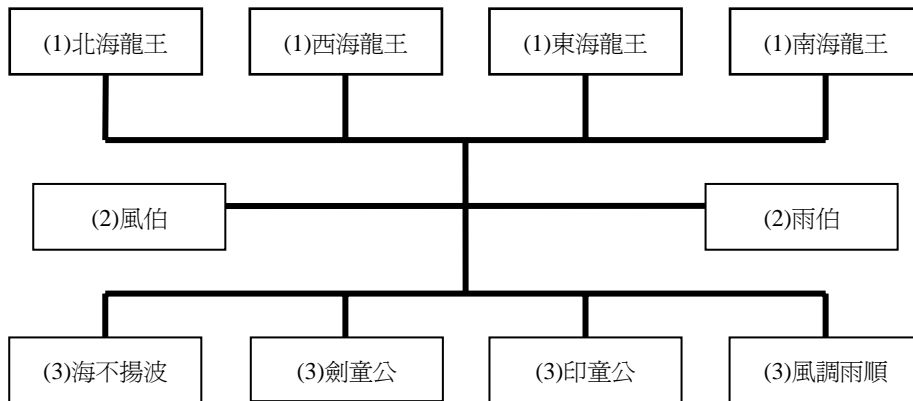 (1)北海龍王
(1)西海龍王
(1)東海龍王
(1)南海龍王
(2)風伯
(2)雨伯
(3)海不揚波
(3)劍童公
(3)印童公
(3)風調雨順